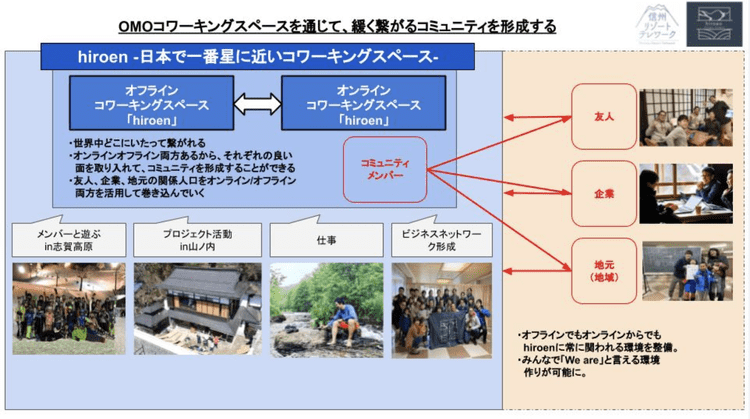 OMOコワーキングスペースを通じて、緩く繋がるコミュニティを形成する
信州
リゾート
テレワーク
hiroen -日本で一番星に近いコワーキングスペース-
オフライン
コワーキングスペース
「hiroen」
オンライン
コワーキングスペース
「hiroen」
・世界中どこにいたって繋がれる
・オンラインオフライン両方あるから、それぞれの良い
面を取り入れて、コミュニティを形成することができる
・友人、企業、地元の関係人口をオンライン/オフライン
両方を活用して巻き込んでいく
コミュニティ
メンバー
友人
企業
地元
（地域）
メンバーと遊ぶ
in志賀高原
プロジェクト活動
in山ノ内
仕事
ビジネスネットワー
ク形成
・オフラインでもオンラインからでも
hiroenに常に関われる環境を整備。
・みんなで「We are」と言える環境
作りが可能に。